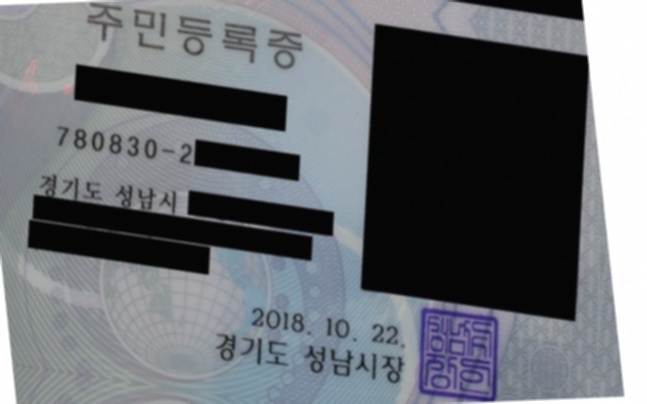 주민등록증
780830-2
경기도 성남시
2018. 10. 22.
경기도 성남시장